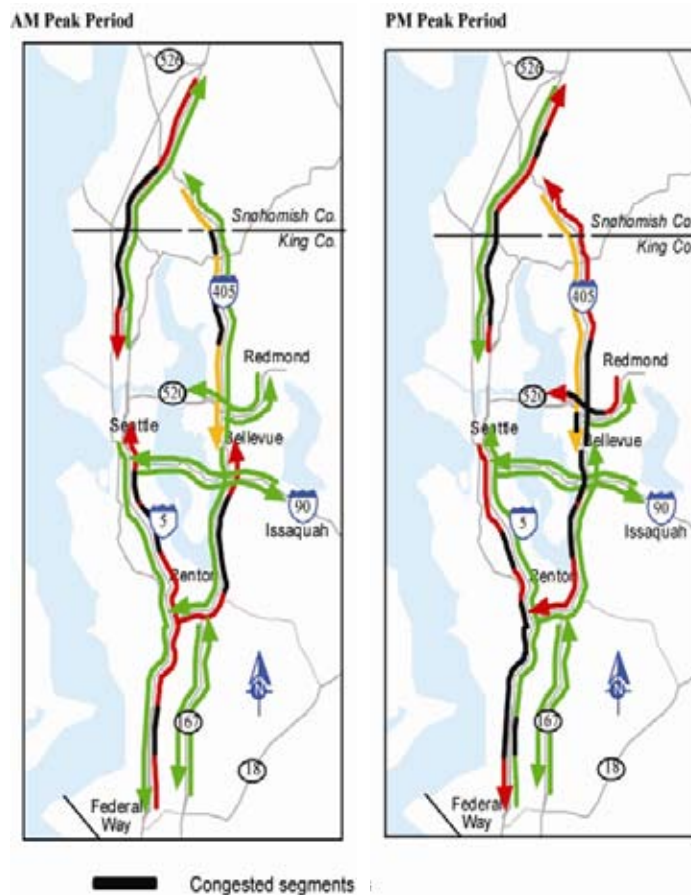 AM Peak Period
526
Snohomish Co.
King Co.
405
Redmond
520
Seattle
Bellevue
90
Issaquah
5
Renton
N
167
18
Federal
Way
PM Peak Period
526
Snohomish Co.
King Co.
405
Redmond
520
Seattle
Bellevue
90
Issaquah
5
Renton
N
167
18
Federal
Way
Congested segments